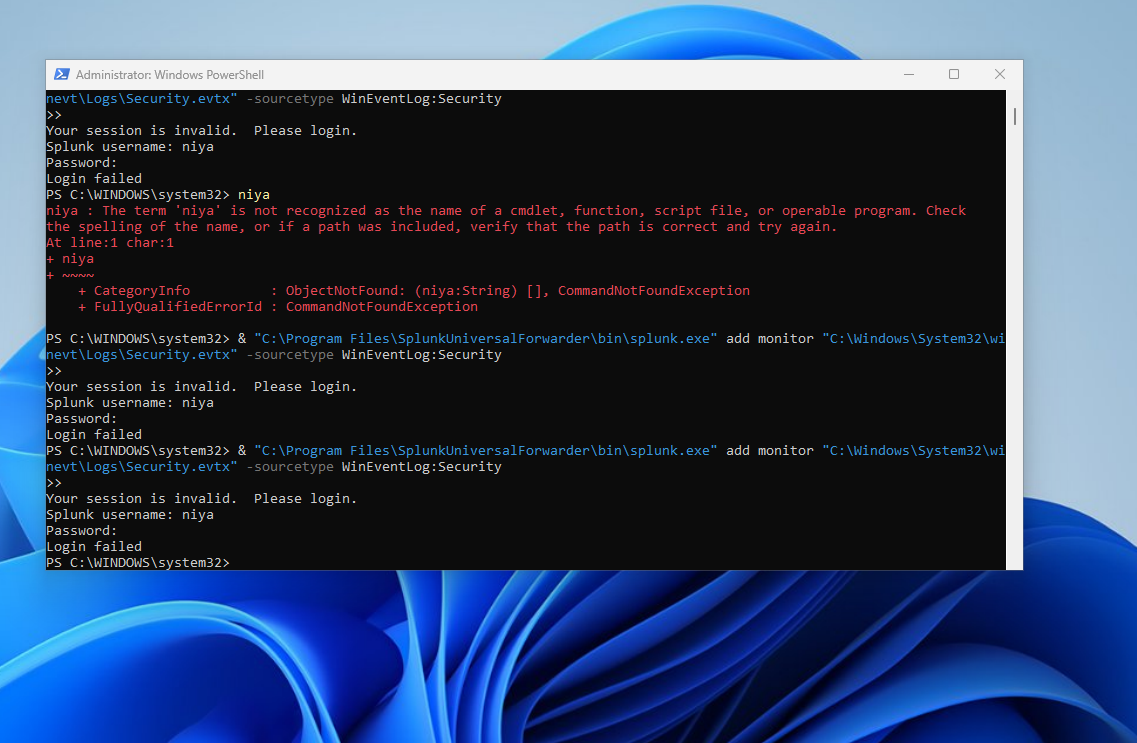 Administrator: Windows PowerShell
nevt\Logs\Security.evtx" -sourcetype WinEventLog:Security
>>
Your session is invalid.  Please login.
Splunk username: niya
Password:
Login failed
PS C:\WINDOWS\system32> niya
niya : The term 'niya' is not recognized as the name of a cmdlet, function, script file, or operable program. Check
the spelling of the name, or if a path was included, verify that the path is correct and try again.
At line:1 char:1
+ niya
+ ~~~~
    + CategoryInfo          : ObjectNotFound: (niya:String) [], CommandNotFoundException
    + FullyQualifiedErrorId : CommandNotFoundException

PS C:\WINDOWS\system32> & "C:\Program Files\SplunkUniversalForwarder\bin\splunk.exe" add monitor "C:\Windows\System32\wi
nevt\Logs\Security.evtx" -sourcetype WinEventLog:Security
>>
Your session is invalid.  Please login.
Splunk username: niya
Password:
Login failed
PS C:\WINDOWS\system32> & "C:\Program Files\SplunkUniversalForwarder\bin\splunk.exe" add monitor "C:\Windows\System32\wi
nevt\Logs\Security.evtx" -sourcetype WinEventLog:Security
>>
Your session is invalid.  Please login.
Splunk username: niya
Password:
Login failed
PS C:\WINDOWS\system32>